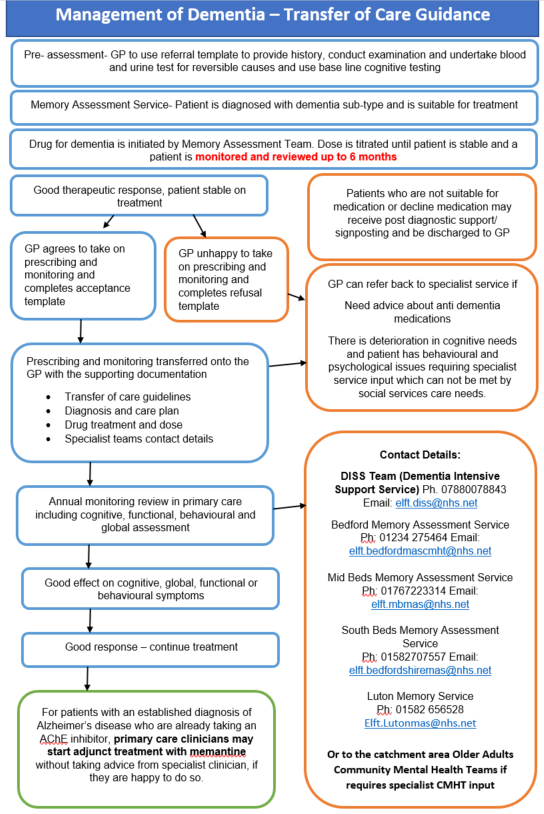 Management of Dementia – Transfer of Care Guidance
Pre- assessment- GP to use referral template to provide history, conduct examination and undertake blood
and urine test for reversible causes and use base line cognitive testing
Memory Assessment Service- Patient is diagnosed with dementia sub-type and is suitable for treatment
Drug for dementia is initiated by Memory Assessment Team. Dose is titrated until patient is stable and a
patient is monitored and reviewed up to 6 months
Good therapeutic response, patient stable on
treatment
Patients who are not suitable for
medication or decline medication may
receive post diagnostic support/
signposting and be discharged to GP
GP agrees to take on
prescribing and
monitoring and
completes acceptance
template
GP unhappy to take
on prescribing and
monitoring and
completes refusal
template
GP can refer back to specialist service if
Need advice about anti dementia
medications
There is deterioration in cognitive needs
and patient has behavioural and
psychological issues requiring specialist
service input which can not be met by
social services care needs.
Prescribing and monitoring transferred onto the
GP with the supporting documentation
• Transfer of care guidelines
• Diagnosis and care plan
• Drug treatment and dose
• Specialist teams contact details
Annual monitoring review in primary care
including cognitive, functional, behavioural and
global assessment
Good effect on cognitive, global, functional or
behavioural symptoms
Good response – continue treatment
For patients with an established diagnosis of
Alzheimer's disease who are already taking an
AChE inhibitor, primary care clinicians may
start adjunct treatment with memantine
without taking advice from specialist clinician, if
they are happy to do so.
Contact Details:
DISS Team (Dementia Intensive
Support Service) Ph. 07880078843
Email: elft.diss@nhs.net
Bedford Memory Assessment Service
Ph: 01234 275464 Email:
elft.bedfordmascmht@nhs.net
Mid Beds Memory Assessment Service
Ph: 01767223314 Email:
elft.mbmas@nhs.net
South Beds Memory Assessment
Service
Ph: 01582707557 Email:
elft.bedfordshiremas@nhs.net
Luton Memory Service
Ph: 01582 656528
Elft.Lutonmas@nhs.net
Or to the catchment area Older Adults
Community Mental Health Teams if
requires specialist CMHT input